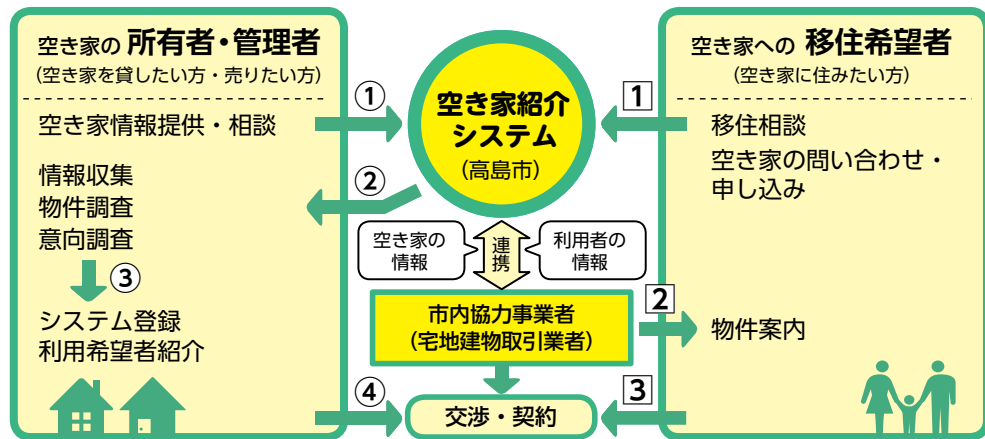 空き家の 所有者・管理者
(空き家を貸したい方・売りたい方)
空き家情報提供・相談
情報収集
物件調査
意向調査
③
システム登録
利用希望者紹介
①
②
④
空き家紹介
システム
(高島市)
空き家の
情報
連携
利用者の
情報
市内協力事業者
(宅地建物取引業者)
交渉・契約
1
2
3
空き家への 移住希望者
(空き家に住みたい方)
移住相談
空き家の問い合わせ・
申し込み
物件案内